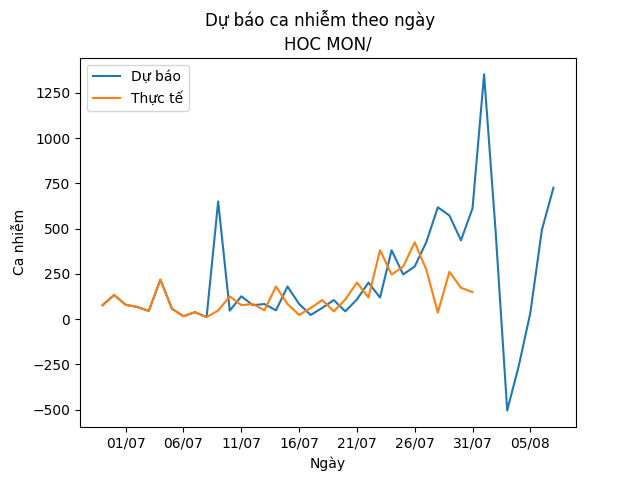 Dự báo ca nhiễm theo ngày
HOC MON/
Dự báo
Thực tế
Ca nhiễm
1250
1000
750
500
250
0
−250
−500
01/07 06/07 11/07 16/07 21/07 26/07 31/07 05/08
Ngày